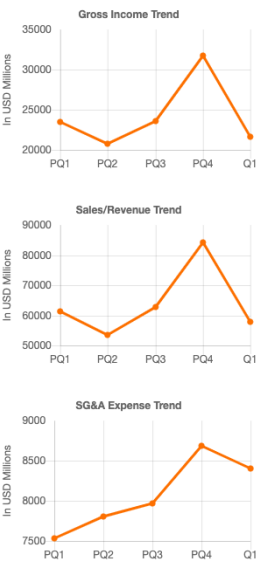 Gross Income Trend
35000
30000
25000
20000
In USD Millions
PQ1 PQ2 PQ3 PQ4 Q1
Sales/Revenue Trend
90000
80000
70000
60000
50000
In USD Millions
PQ1 PQ2 PQ3 PQ4 Q1
SG&A Expense Trend
9000
8500
8000
7500
In USD Millions
PQ1 PQ2 PQ3 PQ4 Q1